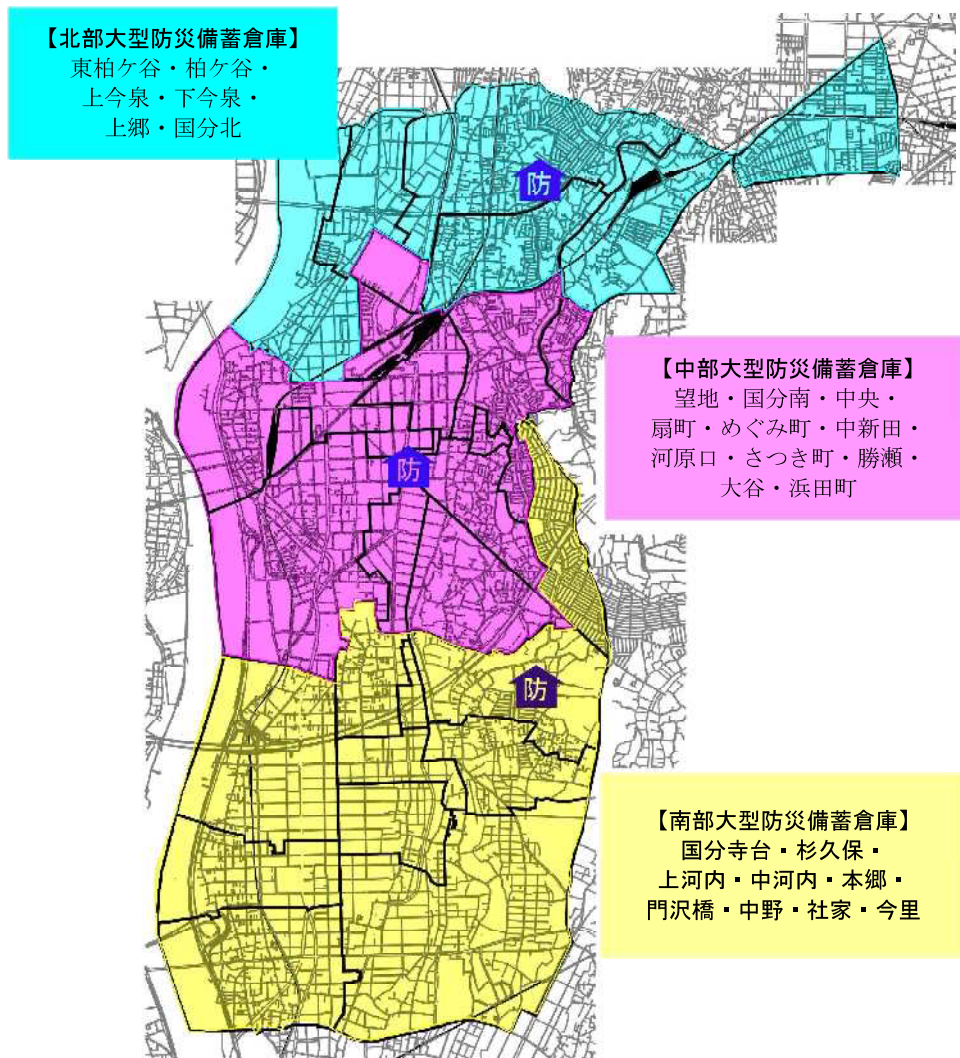 【北部大型防災備蓄倉庫】
東柏ケ谷・柏ケ谷・
上今泉・下今泉・
上郷・国分北
防
【中部大型防災備蓄倉庫】
望地・国分南・中央・
扇町・めぐみ町・中新田・
河原口・さつき町・勝瀬・
大谷・浜田町
防
防
【南部大型防災備蓄倉庫】
国分寺台・杉久保・
上河内・中河内・本郷・
門沢橋・中野・社家・今里